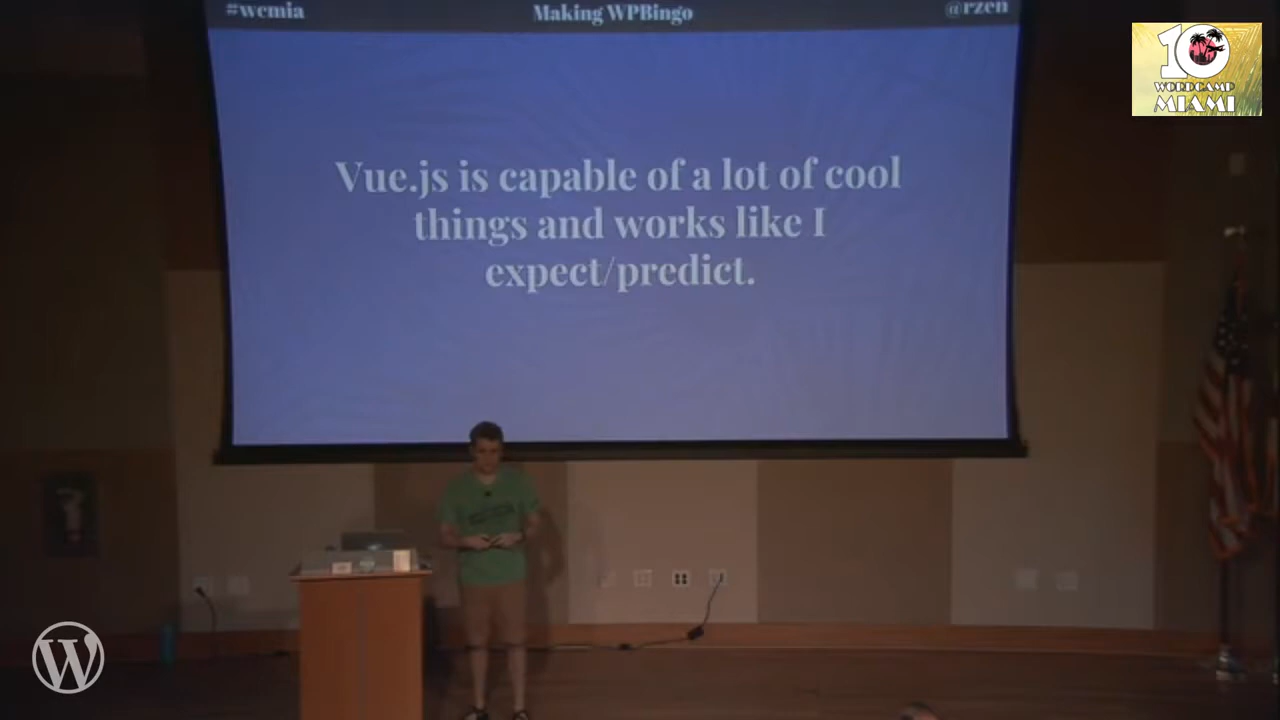 #wcmia
Making WPBingo
@rzen
Vue.js is capable of a lot of cool
things and works like I
expect/predict.
10
WORDCAMP
MIAMI
W